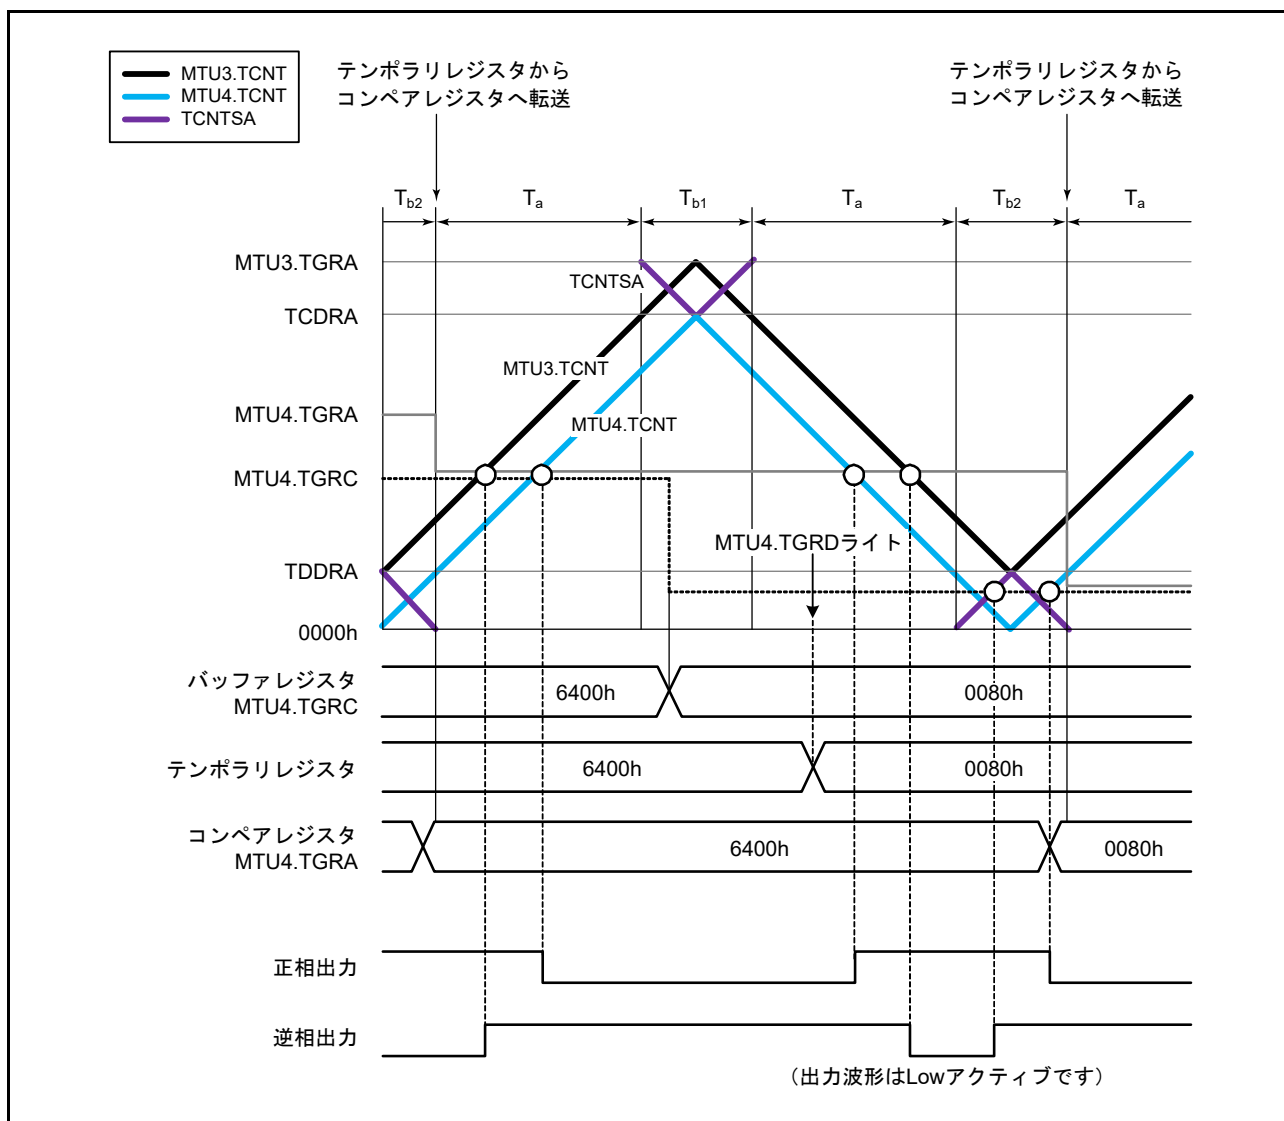 MTU3.TCNT
MTU4.TCNT
TCNTSA
テンポラリレジスタから
コンペアレジスタへ転送
テンポラリレジスタから
コンペアレジスタへ転送
Tb2
Ta
Tb1
Ta
Tb2
Ta
MTU3.TGRA
TCNTSA
TCDRA
MTU3.TCNT
MTU4.TGRA
MTU4.TCNT
MTU4.TGRC
MTU4.TGRDライト
TDDRA
0000h
バッファレジスタ
MTU4.TGRC
6400h
0080h
テンポラリレジスタ
6400h
0080h
コンペアレジスタ
MTU4.TGRA
6400h
0080h
正相出力
逆相出力
（出力波形はLowアクティブです）